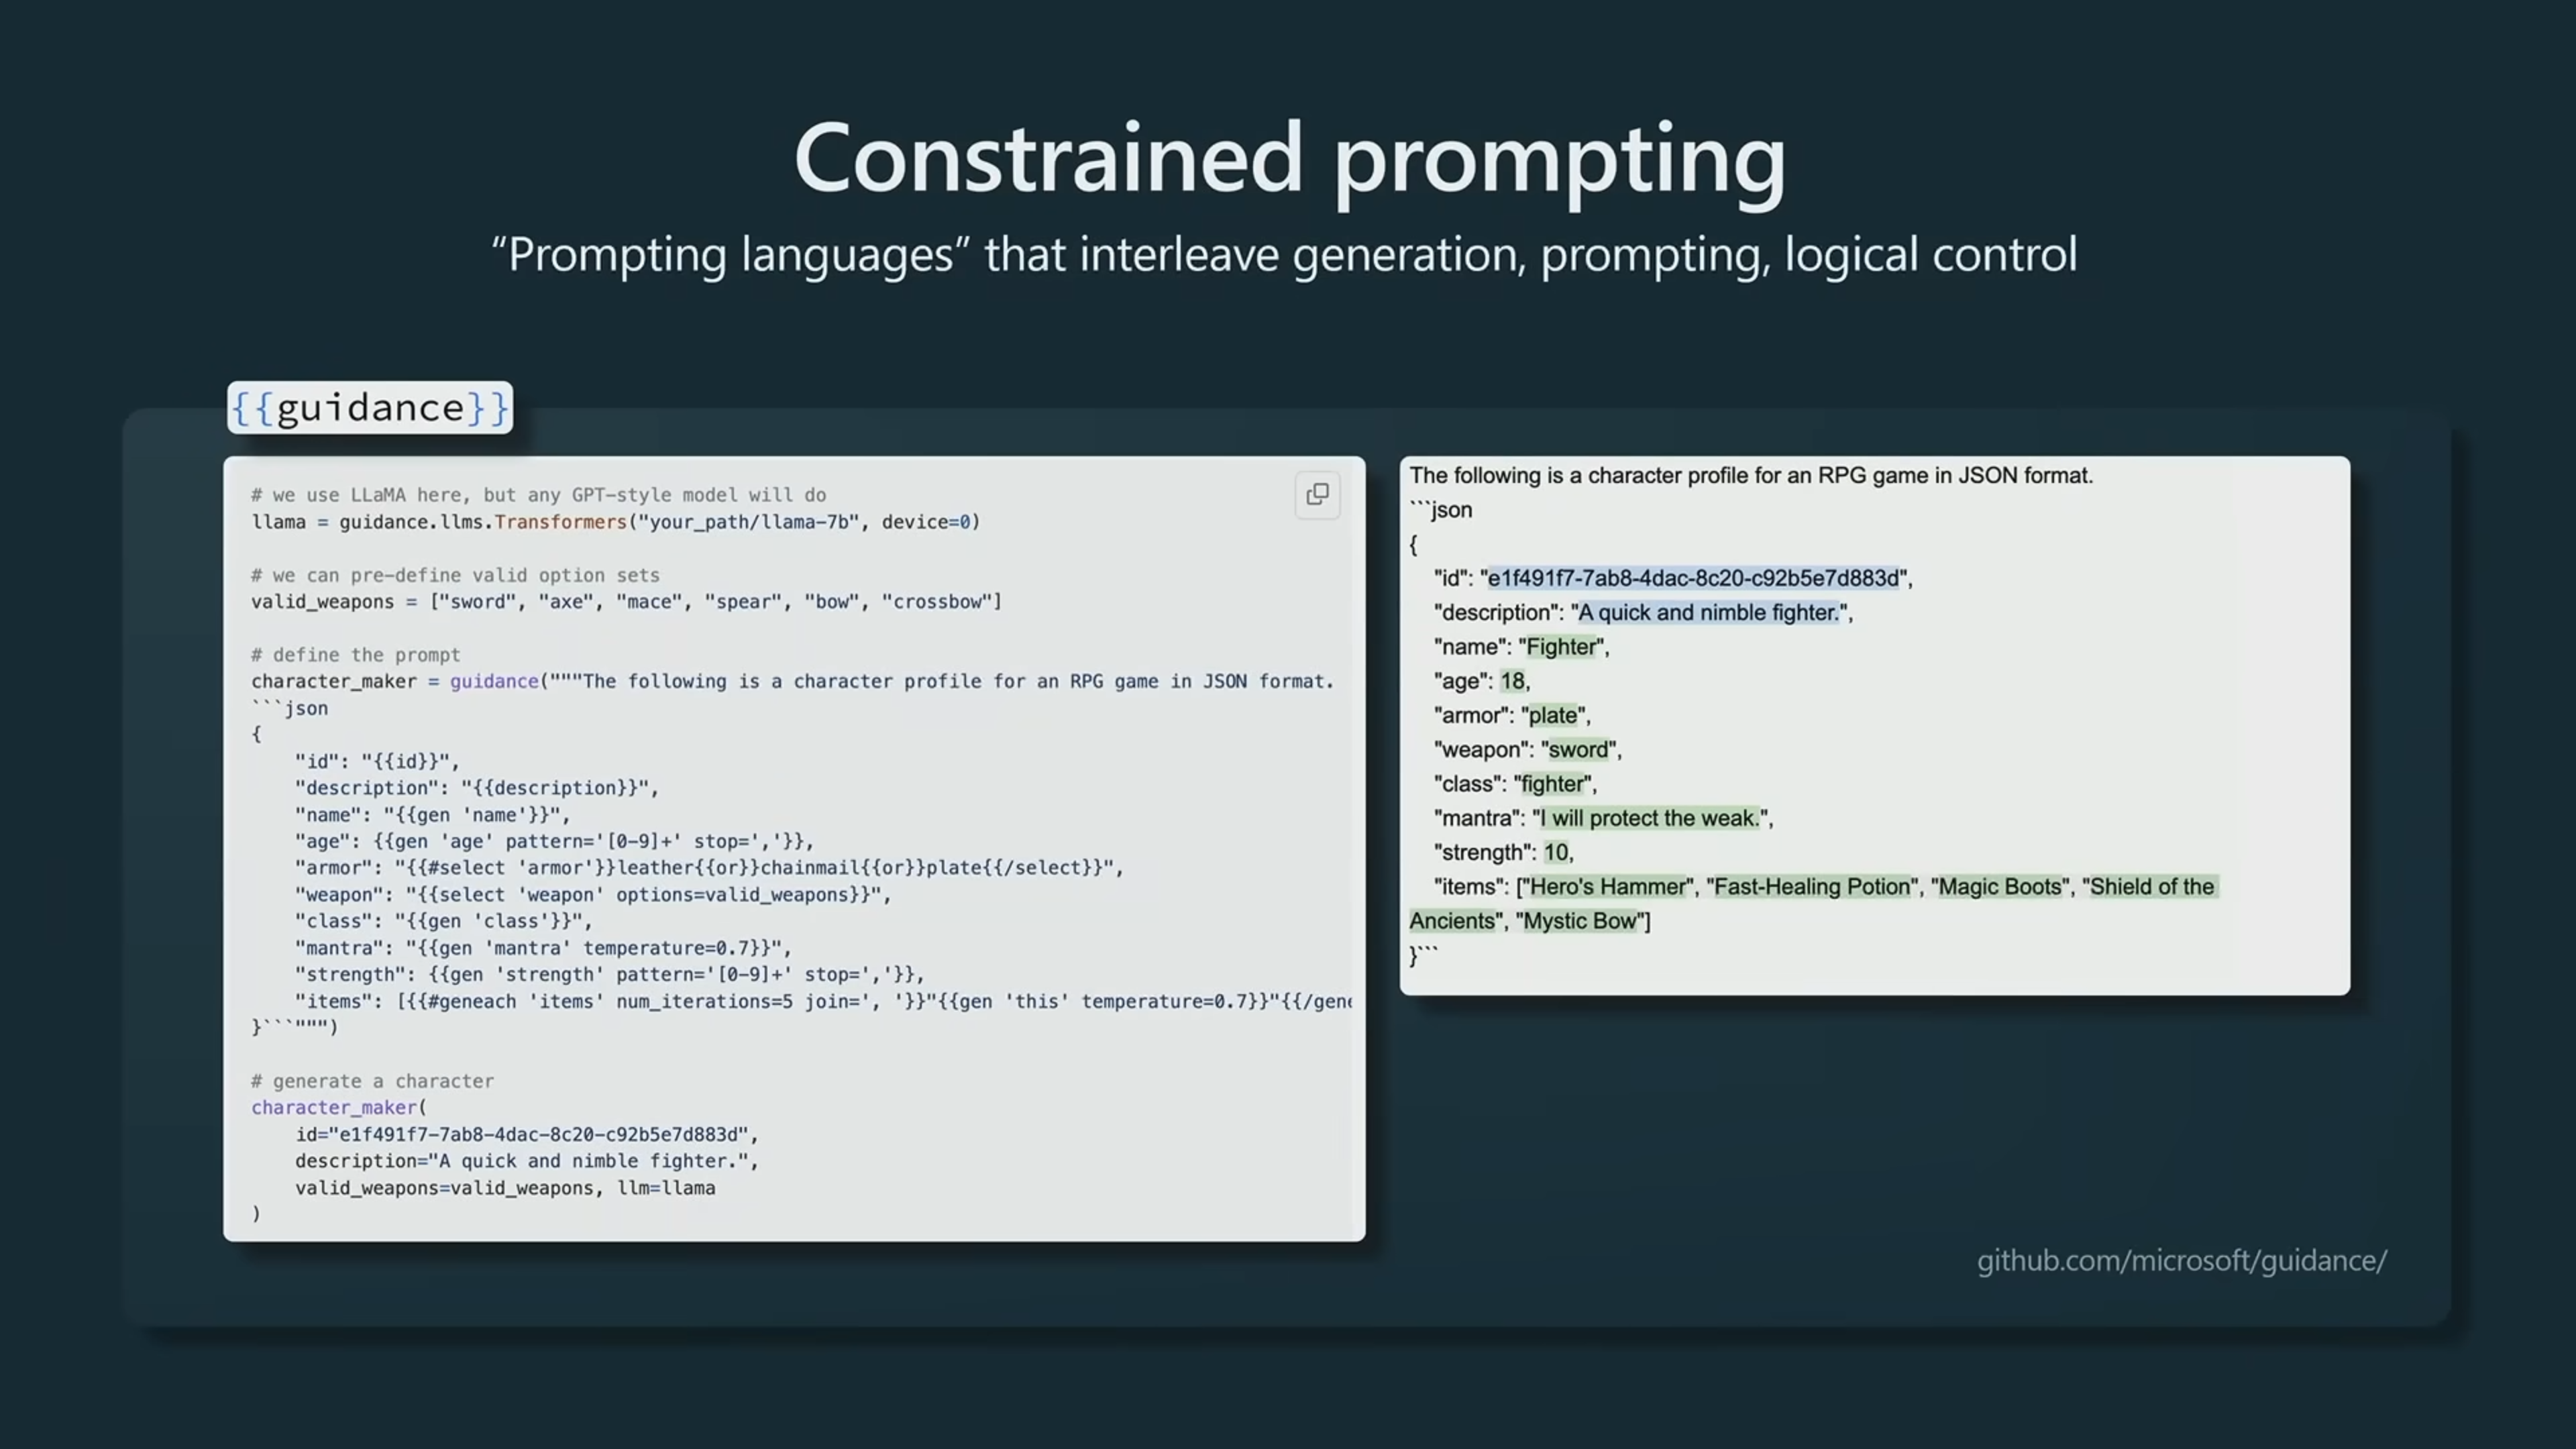 Constrained prompting
“Prompting languages” that interleave generation, prompting, logical control
{{guidance}}
# we use LLaMA here, but any GPT-style model will do
llama = guidance.llms.Transformers("your_path/llama-7b", device=0)
# we can pre-define valid option sets
valid_weapons = ["sword", "axe", "mace", "spear", "bow", "crossbow"]
# define the prompt
character_maker = guidance("""The following is a character profile for an RPG game in JSON format.
```json
{
    "id": "{{id}}",
    "description": "{{description}}",
    "name": "{{gen 'name'}}",
    "age": {{gen 'age' pattern='[0-9]+' stop=','}},
    "armor": "{{#select 'armor'}}leather{{or}}chainmail{{or}}plate{{/select}}",
    "weapon": "{{select 'weapon' options=valid_weapons}}",
    "class": "{{gen 'class'}}",
    "mantra": "{{gen 'mantra' temperature=0.7}}",
    "strength": {{gen 'strength' pattern='[0-9]+' stop=','}},
    "items": [{{#geneach 'items' num_iterations=5 join=', '}}"{{gen 'this' temperature=0.7}}"{{/gene
}```""")
# generate a character
character_maker(
    id="e1f491f7-7ab8-4dac-8c20-c92b5e7d883d",
    description="A quick and nimble fighter.",
    valid_weapons=valid_weapons, llm=llama
)
The following is a character profile for an RPG game in JSON format.
```json
{
    "id": "e1f491f7-7ab8-4dac-8c20-c92b5e7d883d",
    "description": "A quick and nimble fighter.",
    "name": "Fighter",
    "age": 18,
    "armor": "plate",
    "weapon": "sword",
    "class": "fighter",
    "mantra": "I will protect the weak.",
    "strength": 10,
    "items": ["Hero's Hammer", "Fast-Healing Potion", "Magic Boots", "Shield of the
Ancients", "Mystic Bow"]
}```
github.com/microsoft/guidance/